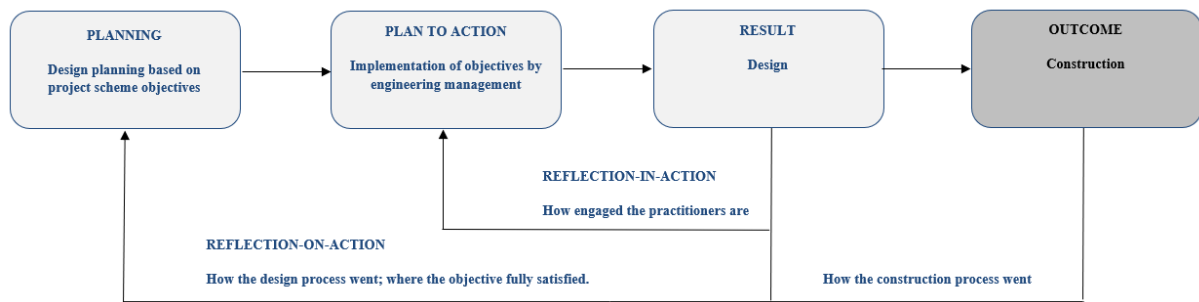 PLANNING
Design planning based on
project scheme objectives
PLAN TO ACTION
Implementation of objectives by
engineering management
RESULT
Design
OUTCOME
Construction
REFLECTION-IN-ACTION
How engaged the practitioners are
REFLECTION-ON-ACTION
How the design process went; where the objective fully satisfied.
How the construction process went